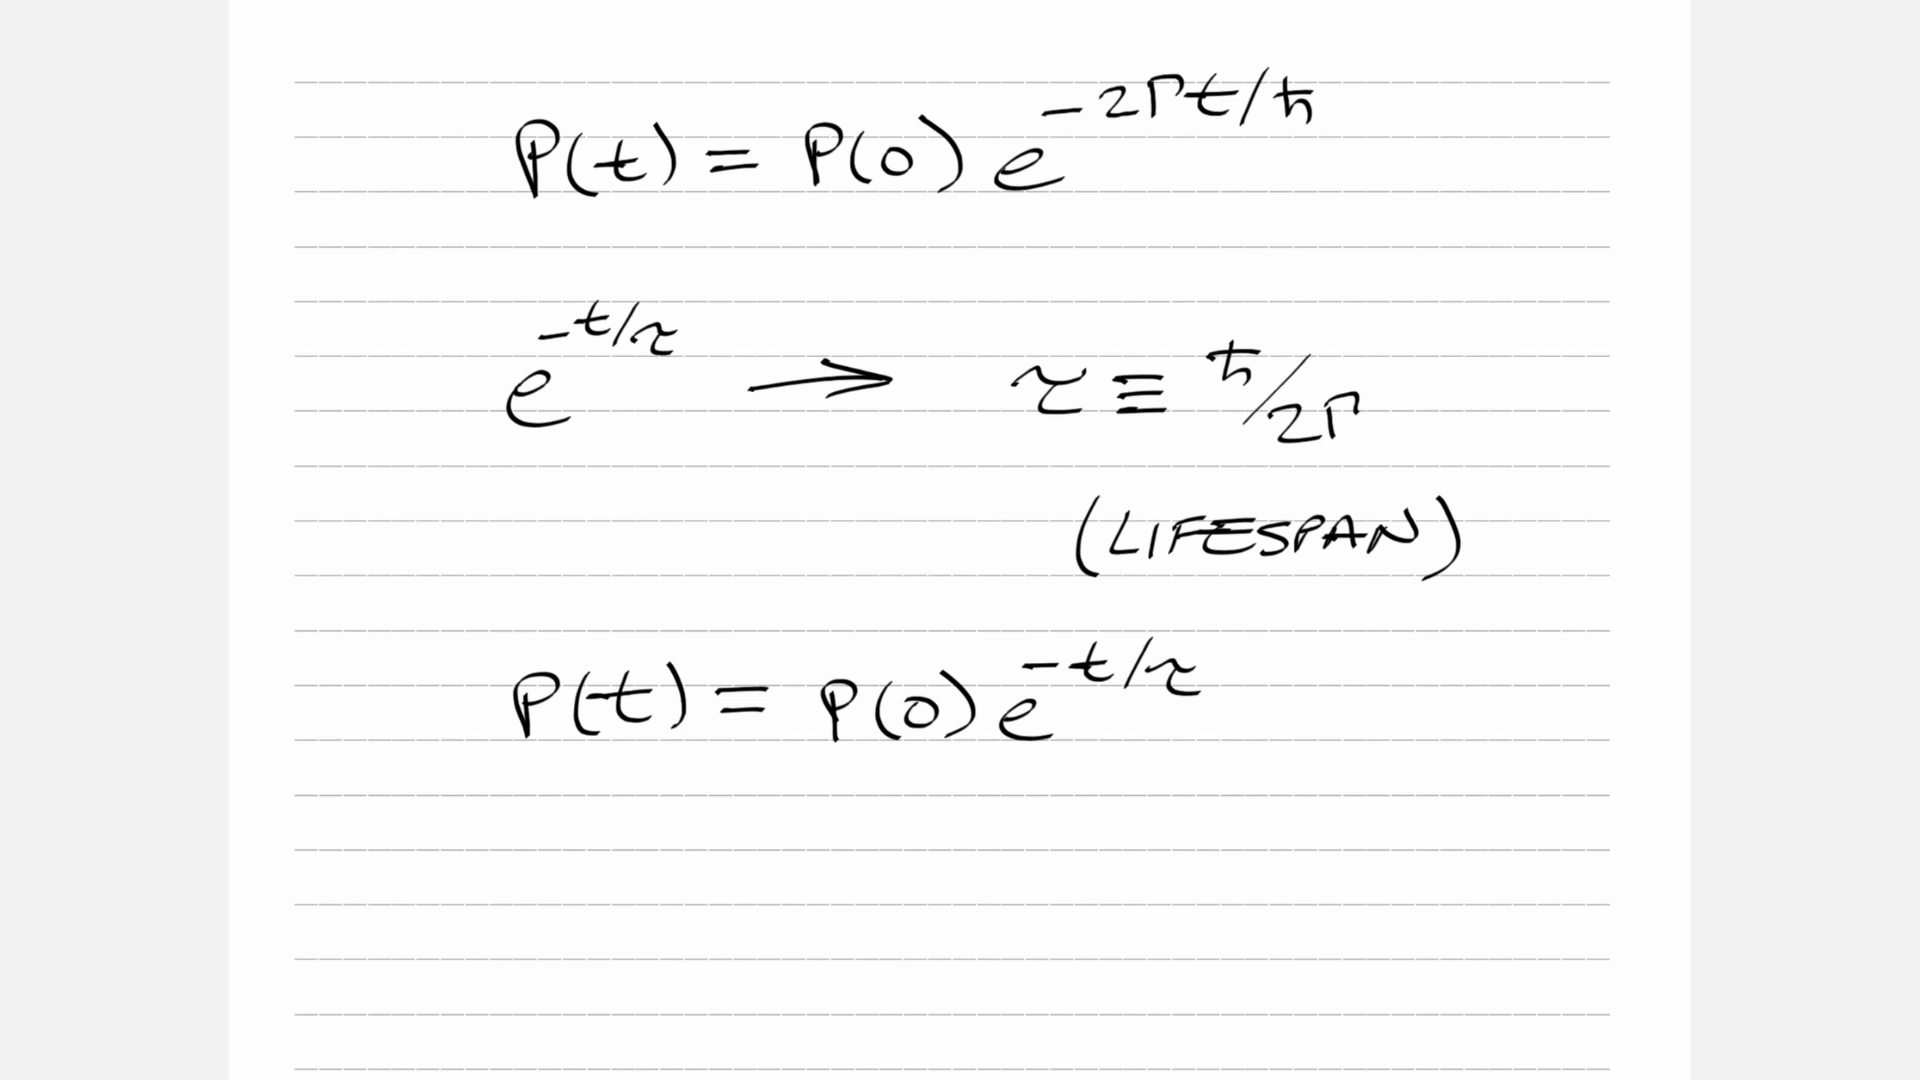 P(t) = P(0) e^{-2Γt/ħ}
e^{-t/τ} → τ ≡ ħ/2Γ
(LIFESPAN)
P(t) = P(0) e^{-t/τ}